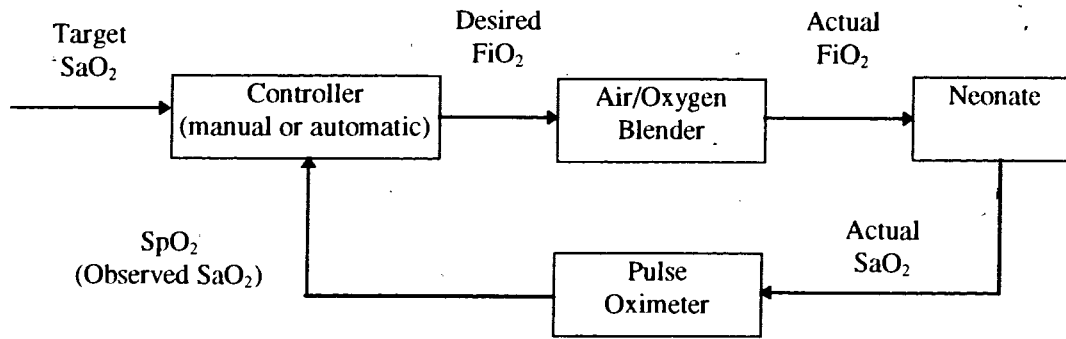 Target
SaO₂
Desired
FiO₂
Actual
FiO₂
Controller
(manual or automatic)
Air/Oxygen
Blender
Neonate
SpO₂
(Observed SaO₂)
Pulse
Oximeter
Actual
SaO₂